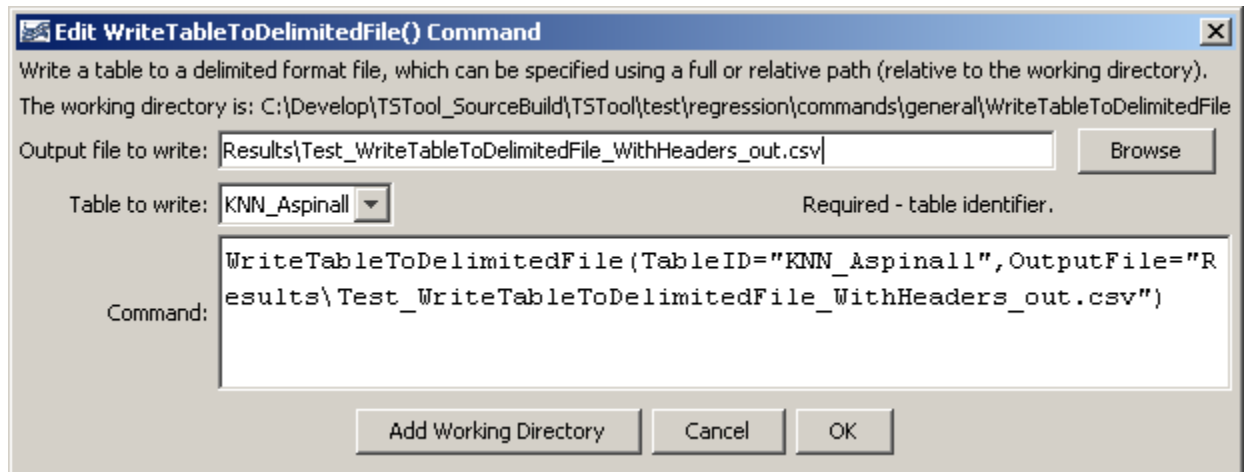 Edit WriteTableToDelimitedFile() Command
Write a table to a delimited format file, which can be specified using a full or relative path (relative to the working directory).
The working directory is: C:\Develop\TSTool_SourceBuild\TSTool\test\regression\commands\general\WriteTableToDelimitedFile
Output file to write: Results\Test_WriteTableToDelimitedFile_WithHeaders_out.csv Browse
Table to write: KNN_Aspinall Required - table identifier.
WriteTableToDelimitedFile(TableID="KNN_Aspinall",OutputFile="R
esults\Test_WriteTableToDelimitedFile_WithHeaders_out.csv")
Command:
Add Working Directory Cancel OK